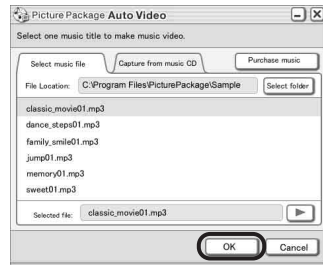 Picture Package Auto Video
Select one music title to make music video.
Select music file
Capture from music CD
Purchase music
File Location: C:\Program Files\PicturePackage\Sample
Select folder
classic_movie01.mp3
dance_steps01.mp3
family_smile01.mp3
jump01.mp3
memory01.mp3
sweet01.mp3
Selected file: classic_movie01.mp3
OK
Cancel